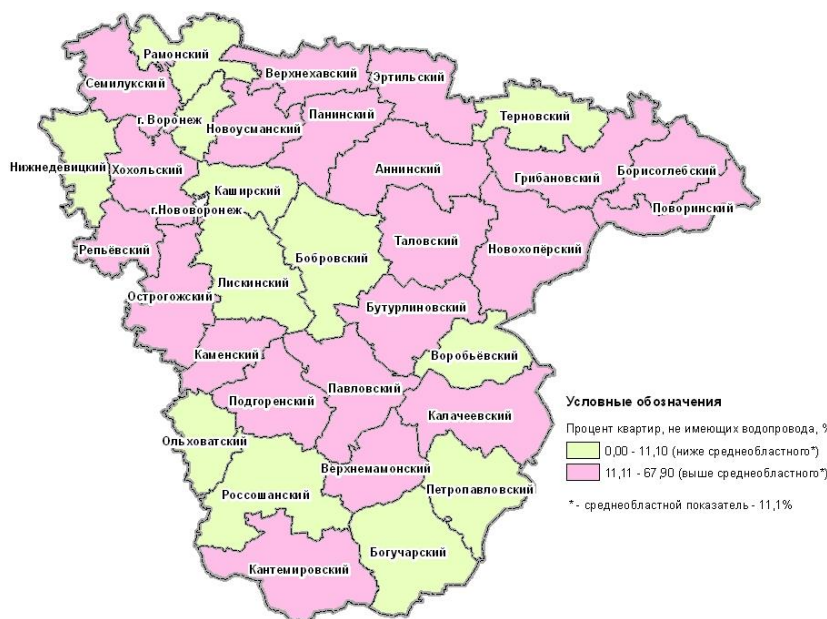 Рамонский
Семилукский
Верхнехавский
Эртильский
г. Воронеж
Новоусманский
Панинский
Терновский
Нижнедевицкий
Хохольский
Аннинский
Грибановский
Борисоглебский
Каширский
г.Нововоронеж
Поворинский
Репьёвский
Таловский
Новохопёрский
Бобровский
Лискинский
Острогожский
Бутурлиновский
Каменский
Воробьёвский
Подгоренский
Павловский
Калачеевский
Ольховатский
Верхнемамонский
Петропавловский
Россошанский
Богучарский
Кантемировский
Условные обозначения
Процент квартир, не имеющих водопровода, %
0,00 - 11,10 (ниже среднеобластного*)
11,11 - 67,90 (выше среднеобластного*)
* - среднеобластной показатель - 11,1%